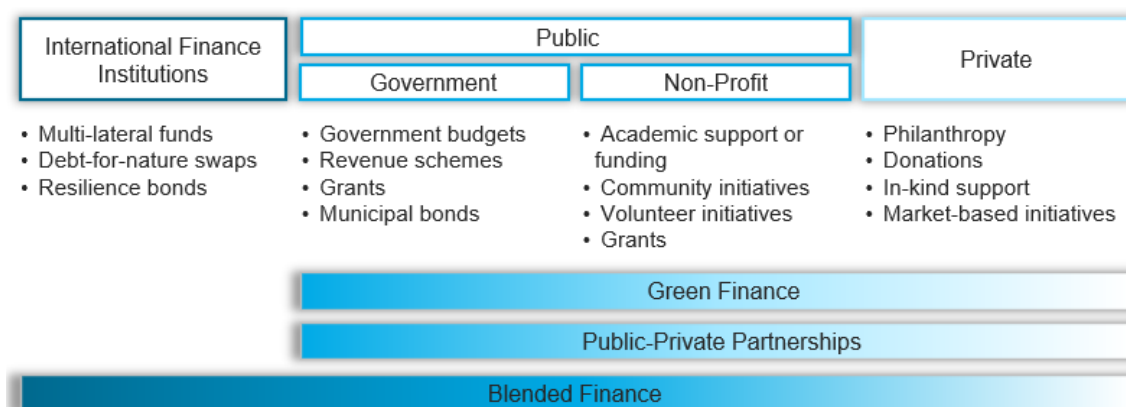 International Finance
Institutions
Public
Government
Non-Profit
Private
• Multi-lateral funds
• Debt-for-nature swaps
• Resilience bonds
• Government budgets
• Revenue schemes
• Grants
• Municipal bonds
• Academic support or
funding
• Community initiatives
• Volunteer initiatives
• Grants
• Philanthropy
• Donations
• In-kind support
• Market-based initiatives
Green Finance
Public-Private Partnerships
Blended Finance